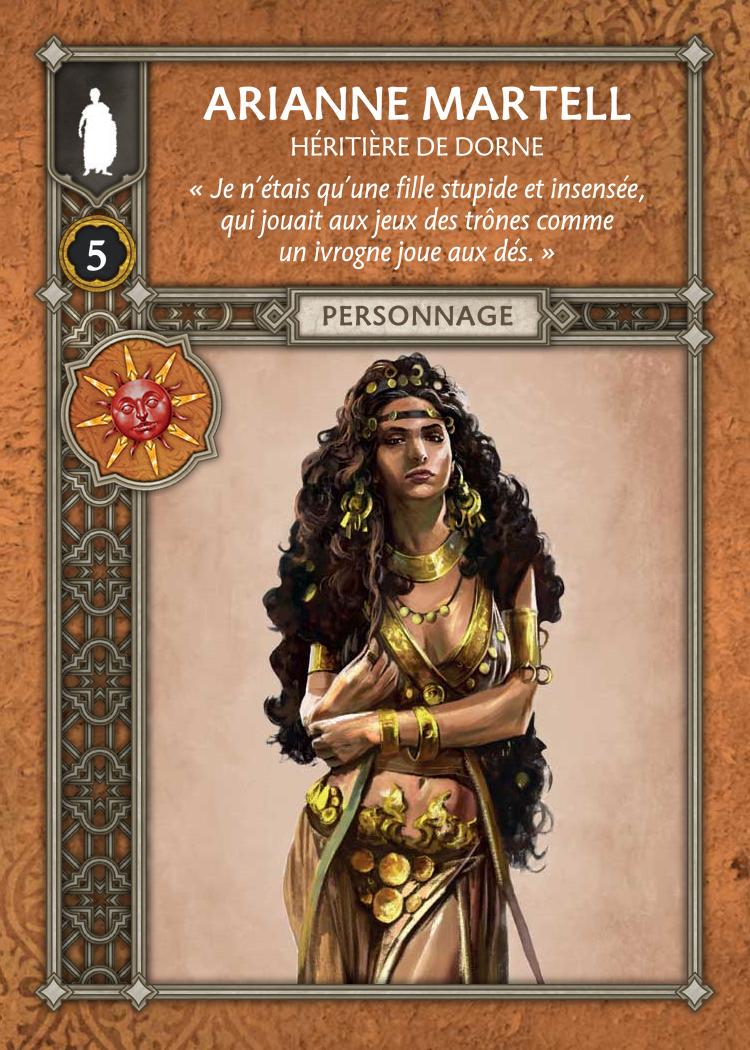 ARIANNE MARTELL
HÉRITIÈRE DE DORNE
« Je n'étais qu'une fille stupide et insensée,
qui jouait aux jeux des trônes comme
un ivrogne joue aux dés. »
5
PERSONNAGE